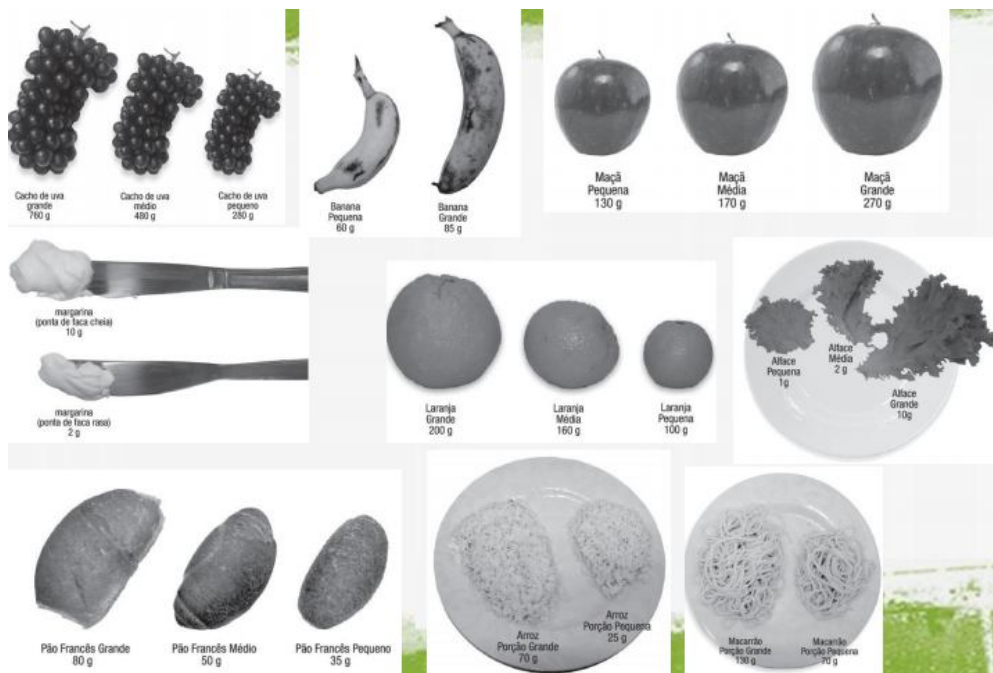 Cacho de uva
grande
760 g
Cacho de uva
médio
480 g
Cacho de uva
pequeno
280 g
Banana
Pequena
60 g
Banana
Grande
85 g
Maçã
Pequena
130 g
Maçã
Média
170 g
Maçã
Grande
270 g
margarina
(ponta de faca cheia)
10 g
margarina
(ponta de faca rasa)
2 g
Laranja
Grande
200 g
Laranja
Média
160 g
Laranja
Pequena
100 g
Alface
Pequena
1g
Alface
Média
2 g
Alface
Grande
10g
Pão Francês Grande
80 g
Pão Francês Médio
50 g
Pão Francês Pequeno
35 g
Arroz
Porção Grande
70 g
Arroz
Porção Pequena
25 g
Macarrão
Porção Grande
130 g
Macarrão
Porção Pequena
70 g